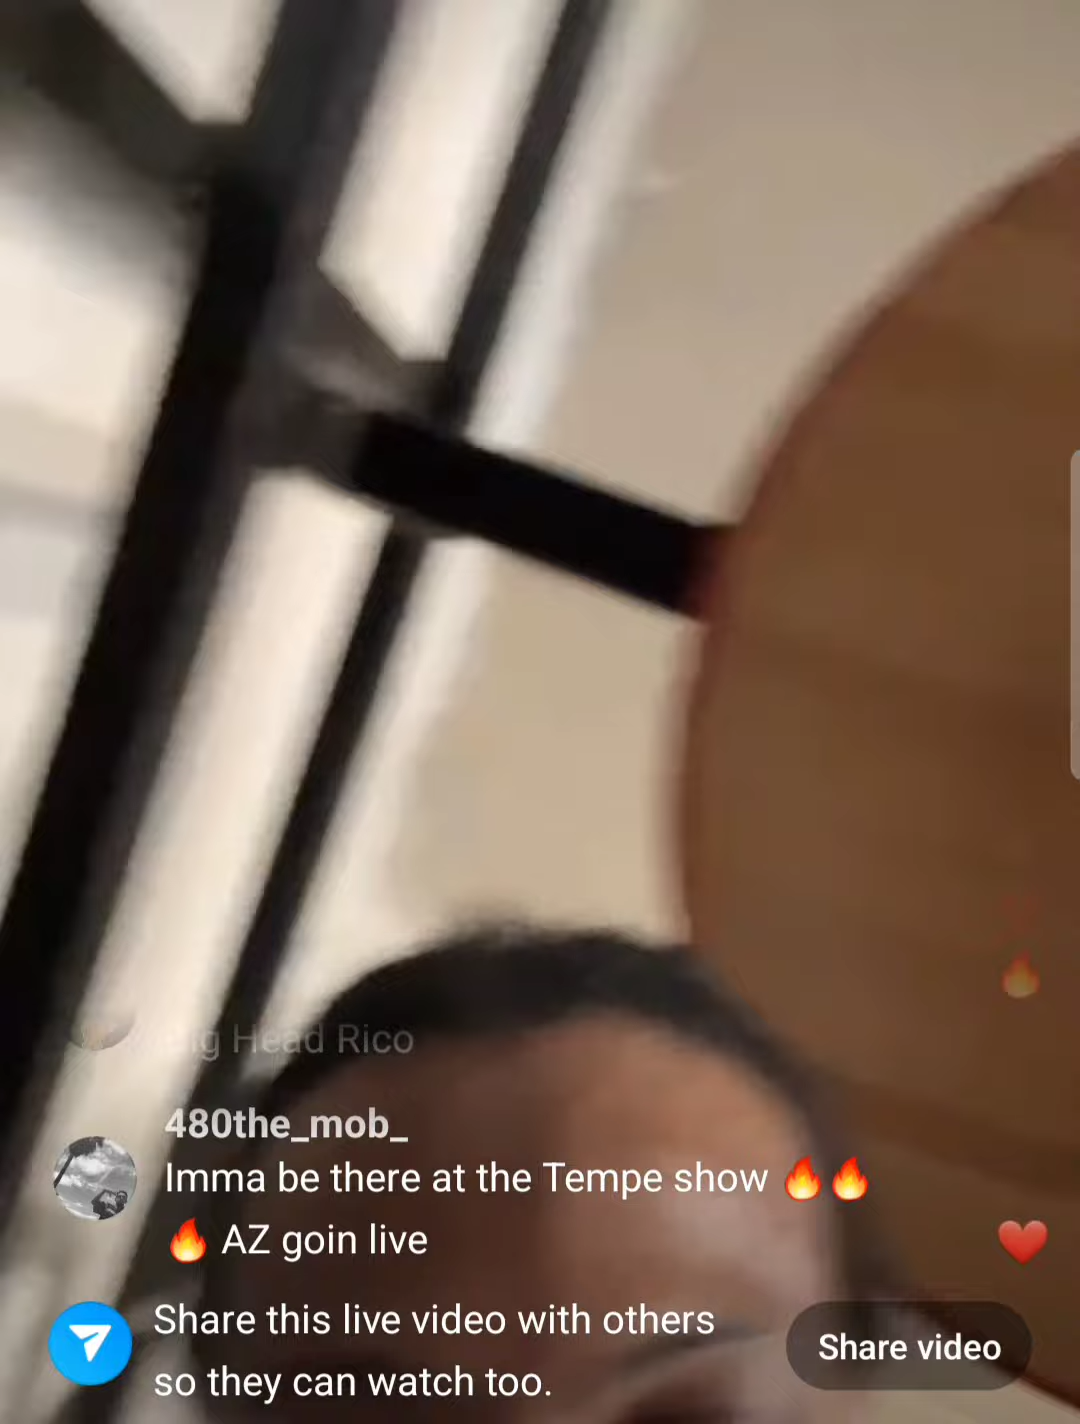 Big Head Rico
480the_mob_
Imma be there at the Tempe show 🔥🔥
🔥 AZ goin live
Share this live video with others
so they can watch too.
Share video